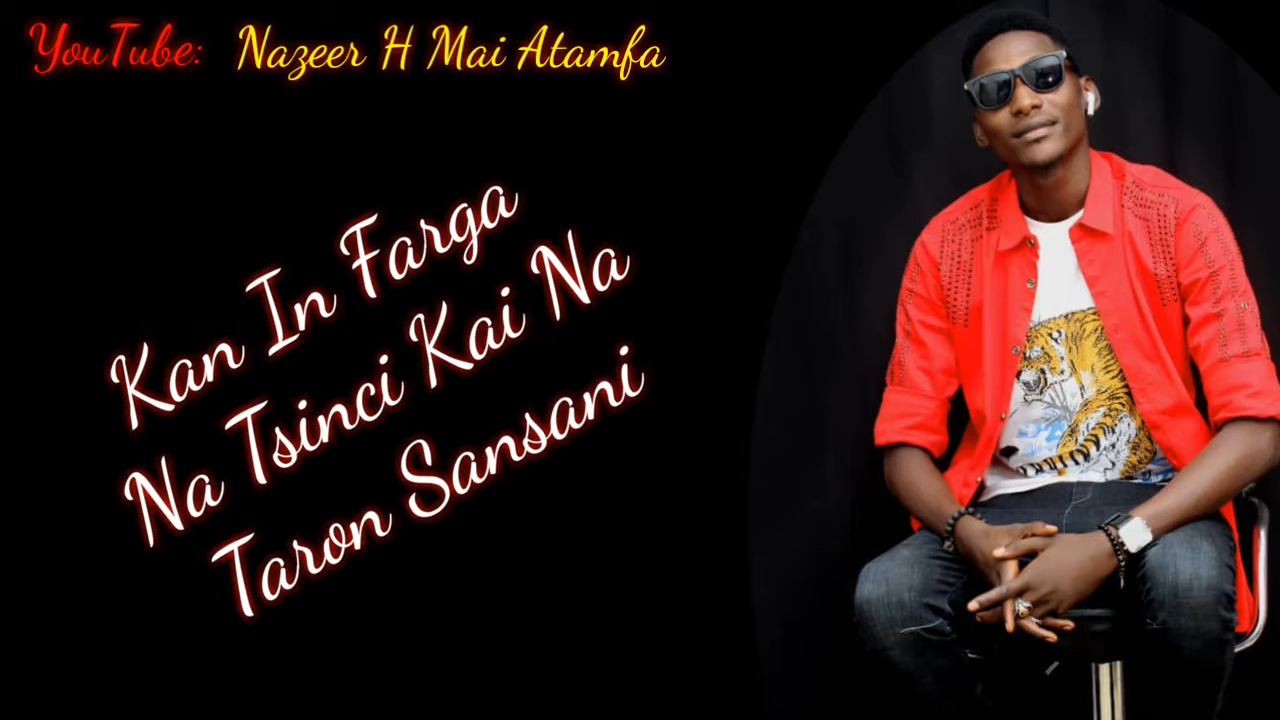 YouTube: Nazeer H Mai Atamfa
Kan In Farga
Na Tsinci Kai Na
Taron Sansani